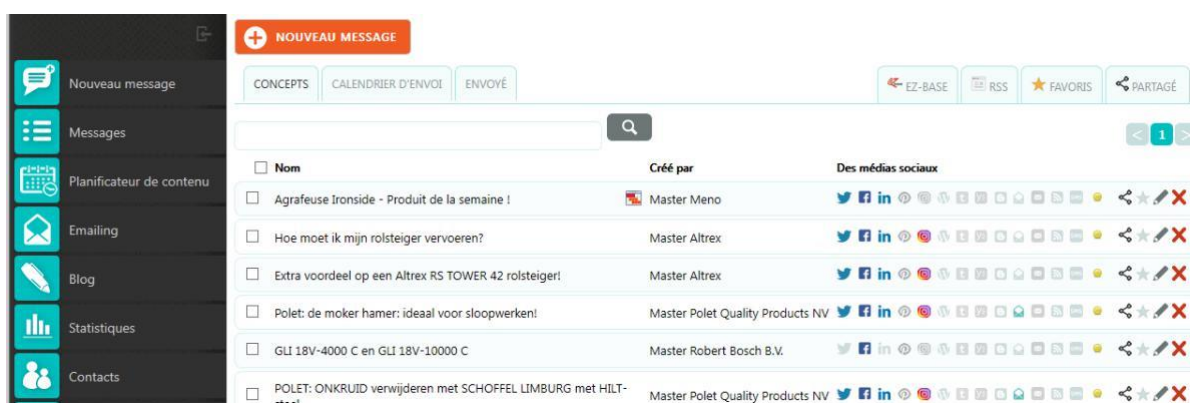 NOUVEAU MESSAGE
Nouveau message
Messages
Planificateur de contenu
Emailing
Blog
Statistiques
Contacts
CONCEPTS
CALENDRIER D'ENVOI
ENVOYÉ
EZ-BASE
RSS
FAVORIS
PARTAGÉ
< 1 >
Nom Créé par Des médias sociaux
Agrafeuse Ironside - Produit de la semaine ! Master Meno
Hoe moet ik mijn rolsteiger vervoeren? Master Altrex
Extra voordeel op een Altrex RS TOWER 42 rolsteiger! Master Altrex
Polet: de moker hamer: ideaal voor sloopwerken! Master Polet Quality Products NV
GLI 18V-4000 C en GLI 18V-10000 C Master Robert Bosch B.V.
POLET: ONKRUID verwijderen met SCHOFFEL LIMBURG met HILT- Master Polet Quality Products NV